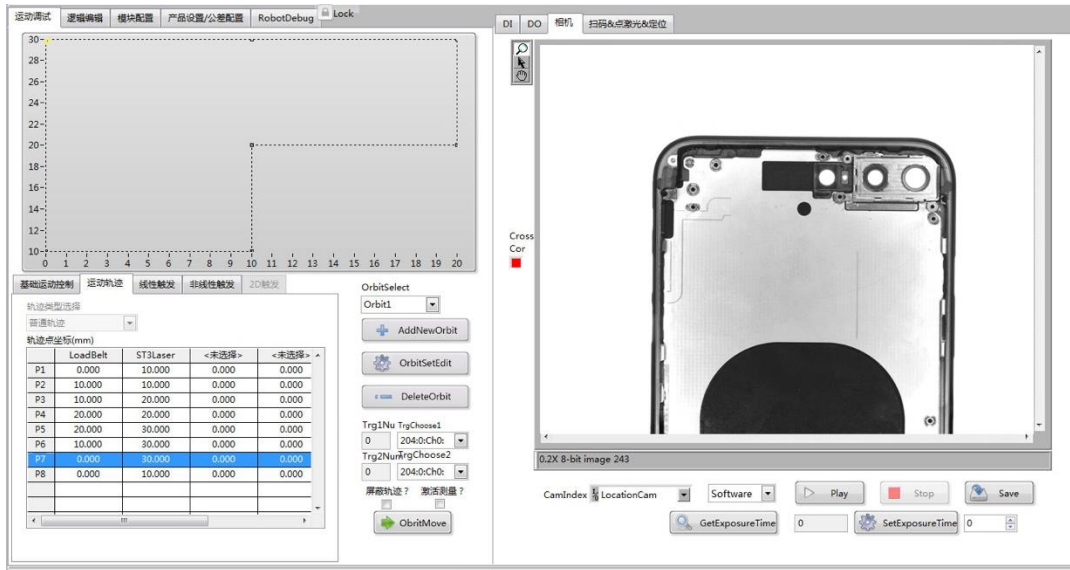 运动调试 逻辑编辑 模块配置 产品设置/公差配置 RobotDebug Lock
30
28
26
24
22
20
18
16
14
12
10
0 1 2 3 4 5 6 7 8 9 10 11 12 13 14 15 16 17 18 19 20
基础运动控制 运动轨迹 线性触发 非线性触发 2D触发
轨迹类型选择
普通轨迹
轨迹点坐标(mm)
LoadBelt ST3Laser <未选择> <未选择>
P1 0.000 10.000 0.000 0.000
P2 10.000 10.000 0.000 0.000
P3 10.000 20.000 0.000 0.000
P4 20.000 20.000 0.000 0.000
P5 20.000 30.000 0.000 0.000
P6 10.000 30.000 0.000 0.000
P7 0.000 30.000 0.000 0.000
P8 0.000 10.000 0.000 0.000
OrbitSelect
Orbit1
AddNewOrbit
OrbitSetEdit
DeleteOrbit
Trg1Nu TrgChoose1
0 204:0:Ch0:
Trg2Num TrgChoose2
0 204:0:Ch0:
屏蔽轨迹? 激活测量?
ObritMove
DI DO 相机 扫码&点激光&定位
Cross
Cor
0.2X 8-bit image 243
CamIndex LocationCam Software Play Stop Save
GetExposureTime 0 SetExposureTime 0